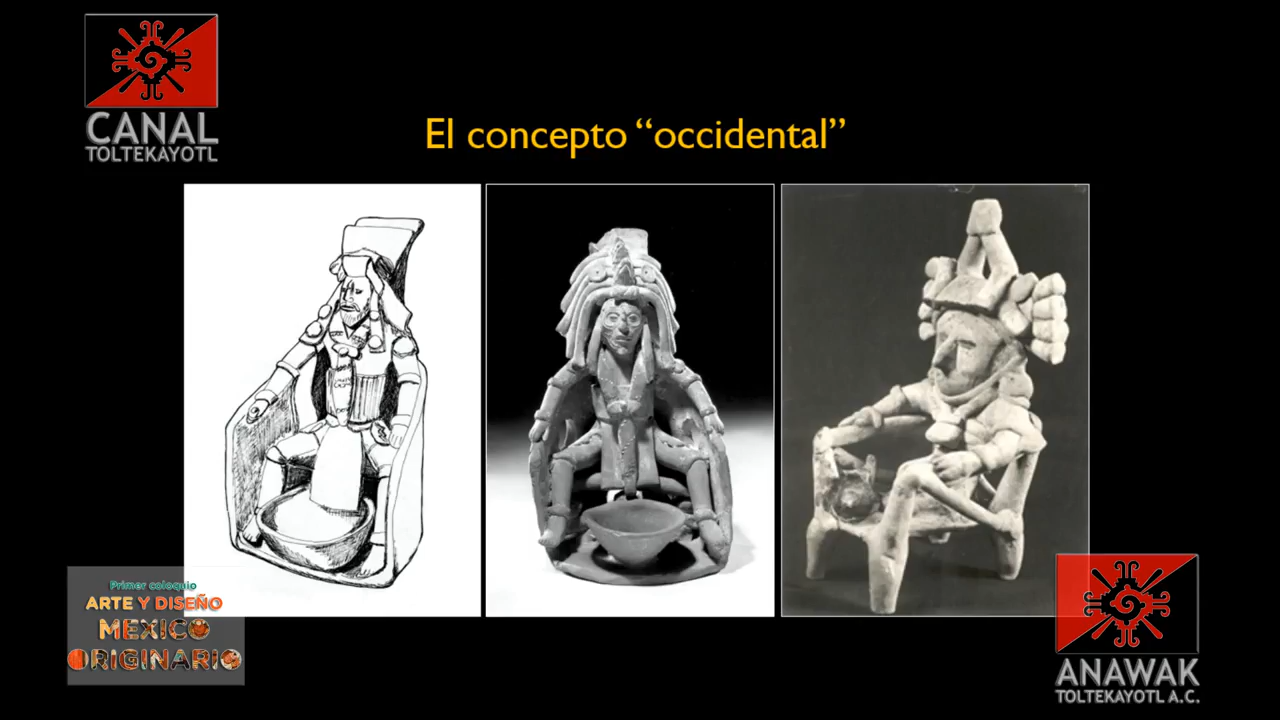 CANAL
TOLTEKAYOTL
El concepto “occidental”
Primer coloquio
ARTE Y DISEÑO
MEXICO
ORIGINARIO
ANAWAK
TOLTEKAYOTL A.C.